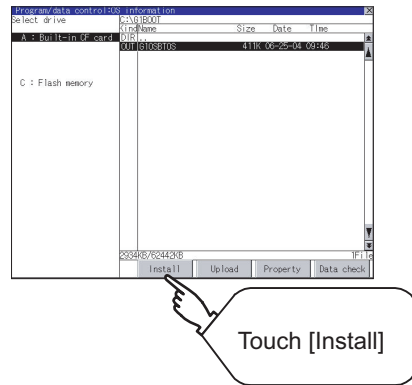 Program/data control:OS information
Select drive
C:\G1BOOT
Kind Name Size Date TIme
A : Built-in CF card
DIR ..
OUT G1OSBTOS 411K 06-25-04 09:46
C : Flash memory
2934KB/62442KB 1File
Install Upload Property Data check
Touch [Install]